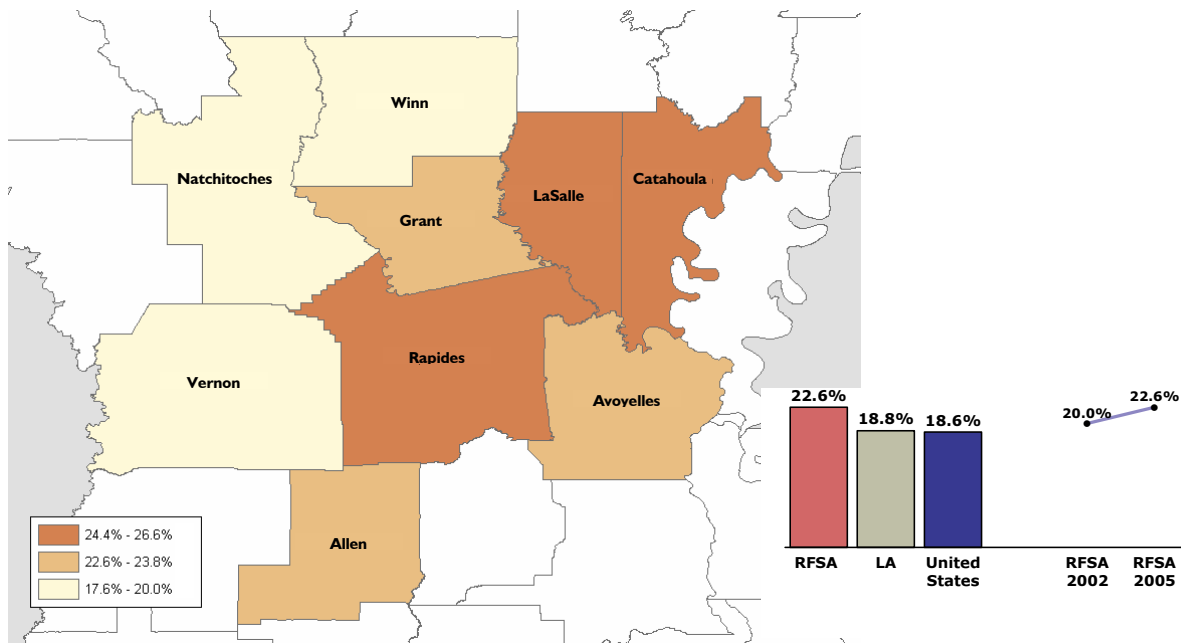 Winn
Natchitoches
LaSalle
Catahoula
Grant
Rapides
Vernon
Avoyelles
Allen
24.4% - 26.6%
22.6% - 23.8%
17.6% - 20.0%
22.6%
18.8%
18.6%
20.0%
22.6%
RFSA
LA
United
States
RFSA
2002
RFSA
2005